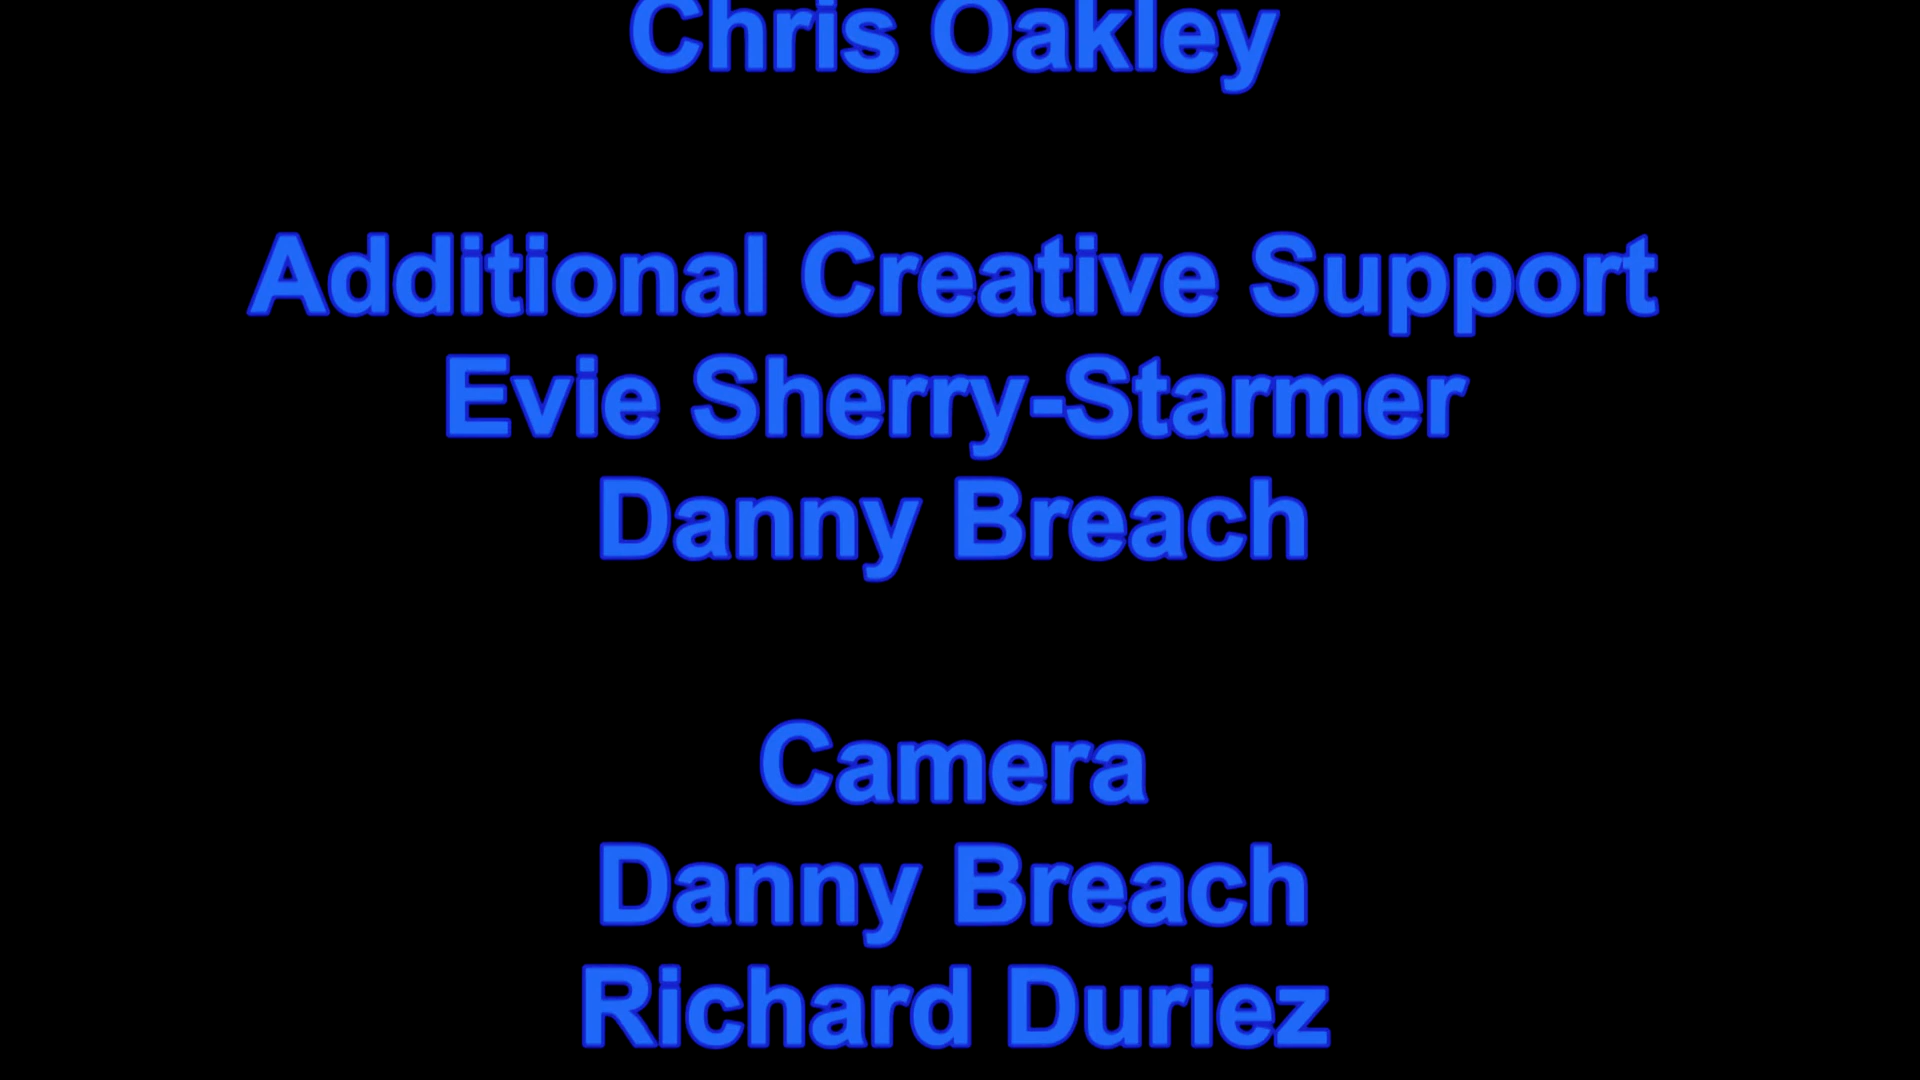 Chris Oakley
Additional Creative Support
Evie Sherry-Starmer
Danny Breach
Camera
Danny Breach
Richard Duriez